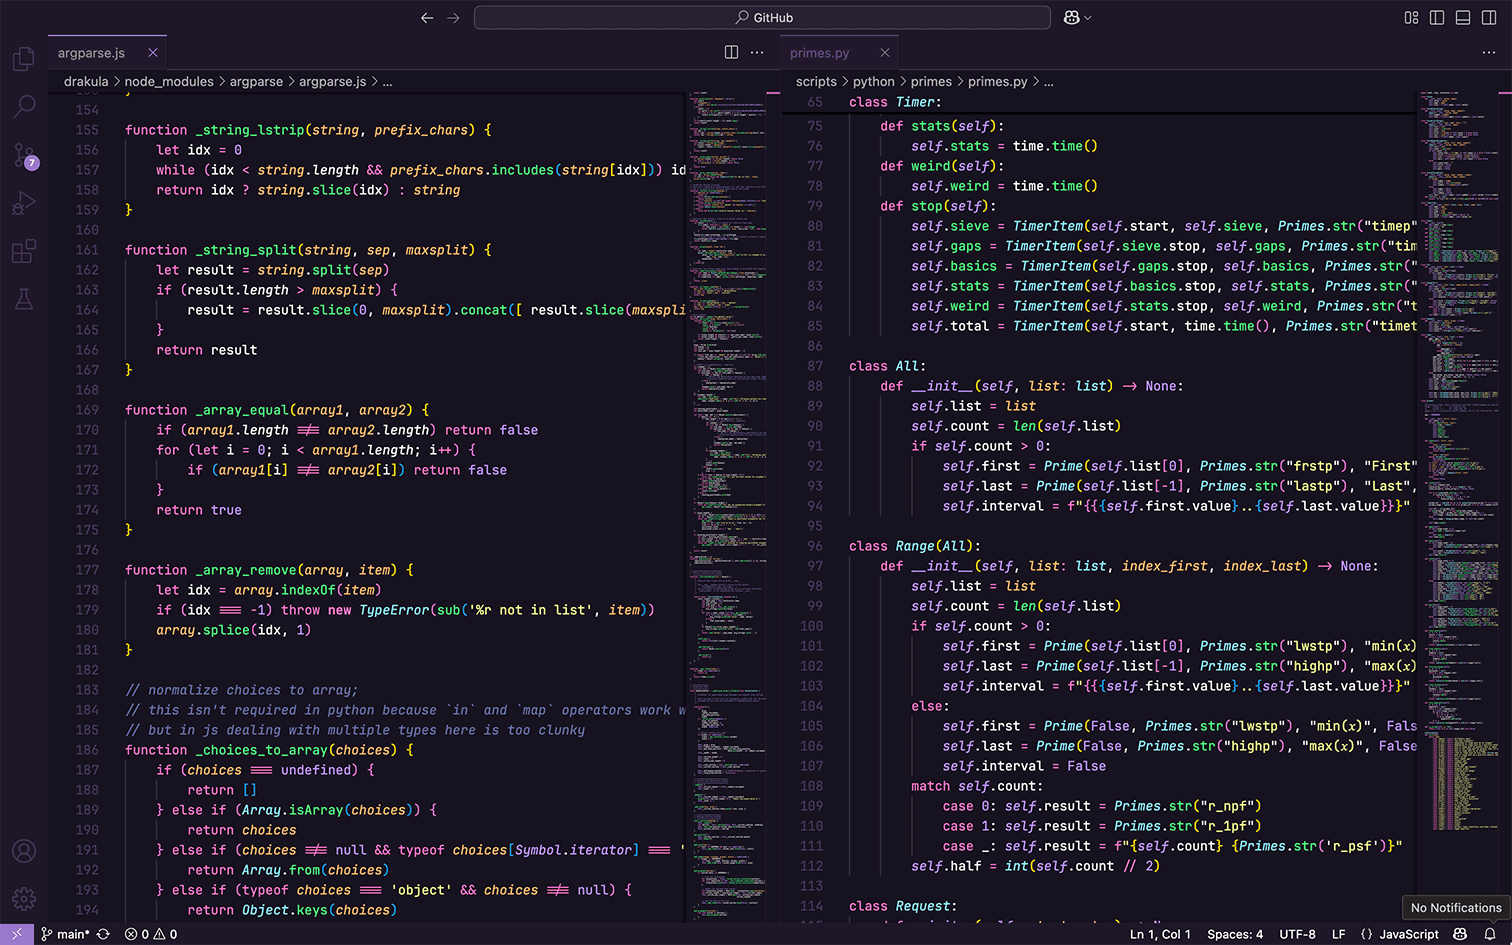 GitHub
argparse.js
drakula > node_modules > argparse > argparse.js > ...
154
155 function _string_lstrip(string, prefix_chars) {
156 let idx = 0
157 while (idx < string.length && prefix_chars.includes(string[idx])) id
158 return idx ? string.slice(idx) : string
159 }
160
161 function _string_split(string, sep, maxsplit) {
162 let result = string.split(sep)
163 if (result.length > maxsplit) {
164 result = result.slice(0, maxsplit).concat([ result.slice(maxspli
165 }
166 return result
167 }
168
169 function _array_equal(array1, array2) {
170 if (array1.length !== array2.length) return false
171 for (let i = 0; i < array1.length; i++) {
172 if (array1[i] !== array2[i]) return false
173 }
174 return true
175 }
176
177 function _array_remove(array, item) {
178 let idx = array.indexOf(item)
179 if (idx === -1) throw new TypeError(sub('%r not in list', item))
180 array.splice(idx, 1)
181 }
182
183 // normalize choices to array;
184 // this isn't required in python because `in` and `map` operators work w
185 // but in js dealing with multiple types here is too clunky
186 function _choices_to_array(choices) {
187 if (choices === undefined) {
188 return []
189 } else if (Array.isArray(choices)) {
190 return choices
191 } else if (choices !== null && typeof choices[Symbol.iterator] === '
192 return Array.from(choices)
193 } else if (typeof choices === 'object' && choices !== null) {
194 return Object.keys(choices)
primes.py
scripts > python > primes > primes.py > ...
65 class Timer:
75 def stats(self):
76 self.stats = time.time()
77 def weird(self):
78 self.weird = time.time()
79 def stop(self):
80 self.sieve = TimerItem(self.start, self.sieve, Primes.str("timep"
81 self.gaps = TimerItem(self.sieve.stop, self.gaps, Primes.str("tim
82 self.basics = TimerItem(self.gaps.stop, self.basics, Primes.str("
83 self.stats = TimerItem(self.basics.stop, self.stats, Primes.str("
84 self.weird = TimerItem(self.stats.stop, self.weird, Primes.str("t
85 self.total = TimerItem(self.start, time.time(), Primes.str("timet
86
87 class All:
88 def __init__(self, list: list) -> None:
89 self.list = list
90 self.count = len(self.list)
91 if self.count > 0:
92 self.first = Prime(self.list[0], Primes.str("frstp"), "First"
93 self.last = Prime(self.list[-1], Primes.str("lastp"), "Last",
94 self.interval = f"{{{self.first.value}..{self.last.value}}}"
95
96 class Range(All):
97 def __init__(self, list: list, index_first, index_last) -> None:
98 self.list = list
99 self.count = len(self.list)
100 if self.count > 0:
101 self.first = Prime(self.list[0], Primes.str("lwstp"), "min(x)
102 self.last = Prime(self.list[-1], Primes.str("highp"), "max(x)
103 self.interval = f"{{{self.first.value}..{self.last.value}}}"
104 else:
105 self.first = Prime(False, Primes.str("lwstp"), "min(x)", Fals
106 self.last = Prime(False, Primes.str("highp"), "max(x)", False
107 self.interval = False
108 match self.count:
109 case 0: self.result = Primes.str("r_npf")
110 case 1: self.result = Primes.str("r_1pf")
111 case _: self.result = f"{self.count} {Primes.str('r_psf')}"
112 self.half = int(self.count // 2)
113
114 class Request:
7
No Notifications
main* 0 0
Ln 1, Col 1 Spaces: 4 UTF-8 LF {} JavaScript